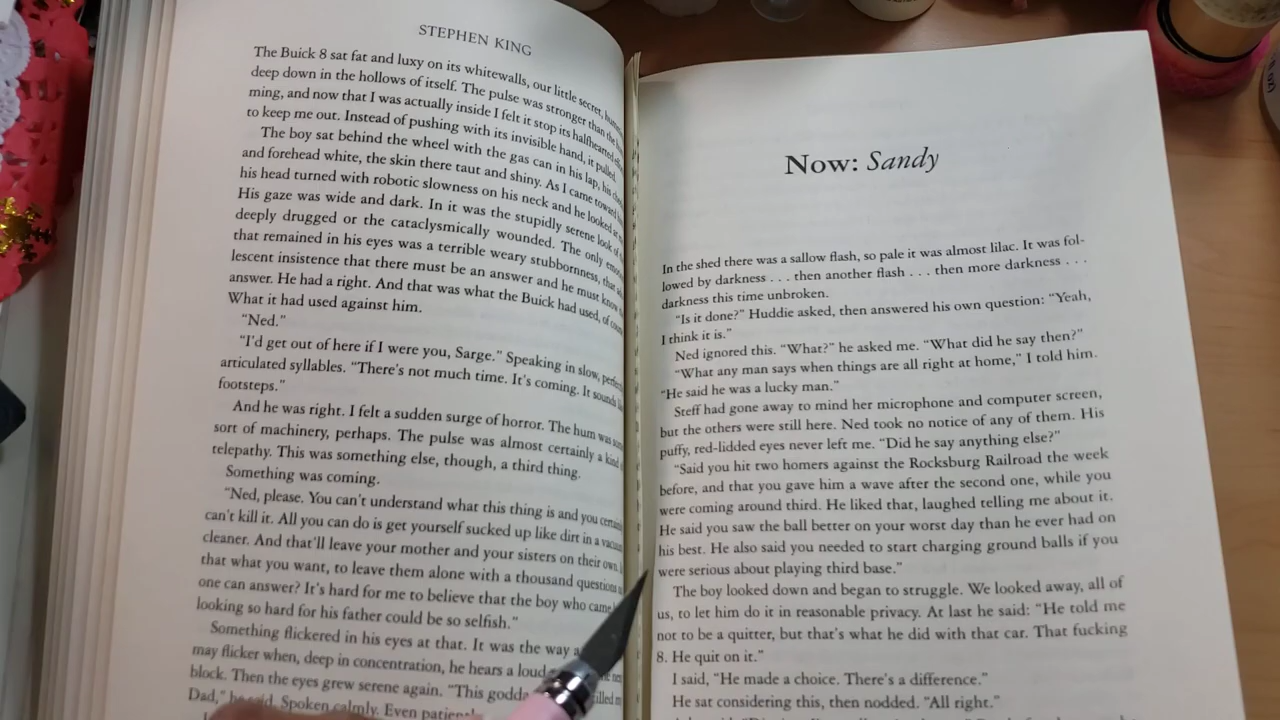 STEPHEN KING
The Buick 8 sat fat and luxy on its whitewalls, our little secret,
deep down in the hollows of itself. The pulse was stronger than the
ming, and now that I was actually inside I felt it stop its halfhearted
to keep me out. Instead of pushing with its invisible hand, it pulled.
The boy sat behind the wheel with the gas can in his lap, his
and forehead white, the skin there taut and shiny. As I came toward
his head turned with robotic slowness on his neck and he looked
His gaze was wide and dark. In it was the stupidly serene look
deeply drugged or the cataclysmically wounded. The only
that remained in his eyes was a terrible weary stubbornness, that
lescent insistence that there must be an answer and he must know
answer. He had a right. And that was what the Buick had used, of
What it had used against him.
“Ned.”
“I’d get out of here if I were you, Sarge.” Speaking in slow,
articulated syllables. “There’s not much time. It’s coming. It sounds
footsteps.”
And he was right. I felt a sudden surge of horror. The hum was
sort of machinery, perhaps. The pulse was almost certainly a kind
telepathy. This was something else, though, a third thing.
Something was coming.
“Ned, please. You can’t understand what this thing is and you
can’t kill it. All you can do is get yourself sucked up like dirt in a
cleaner. And that’ll leave your mother and your sisters on their own.
that what you want, to leave them alone with a thousand questions
one can answer? It’s hard for me to believe that the boy who came
looking so hard for his father could be so selfish.”
Something flickered in his eyes at that. It was the way a
may flicker when, deep in concentration, he hears a loud
block. Then the eyes grew serene again. “This
Dad,” he said. Spoken calmly. Even
Now: Sandy
In the shed there was a sallow flash, so pale it was almost lilac. It was fol-
lowed by darkness . . . then another flash . . . then more darkness . . .
darkness this time unbroken.
“Is it done?” Huddie asked, then answered his own question: “Yeah,
I think it is.”
Ned ignored this. “What?” he asked me. “What did he say then?”
“What any man says when things are all right at home,” I told him.
“He said he was a lucky man.”
Steff had gone away to mind her microphone and computer screen,
but the others were still here. Ned took no notice of any of them. His
puffy, red-lidded eyes never left me. “Did he say anything else?”
“Said you hit two homers against the Rocksburg Railroad the week
before, and that you gave him a wave after the second one, while you
were coming around third. He liked that, laughed telling me about it.
He said you saw the ball better on your worst day than he ever had on
his best. He also said you needed to start charging ground balls if you
were serious about playing third base.”
The boy looked down and began to struggle. We looked away, all of
us, to let him do it in reasonable privacy. At last he said: “He told me
not to be a quitter, but that’s what he did with that car. That fucking
8. He quit on it.”
I said, “He made a choice. There’s a difference.”
He sat considering this, then nodded. “All right.”